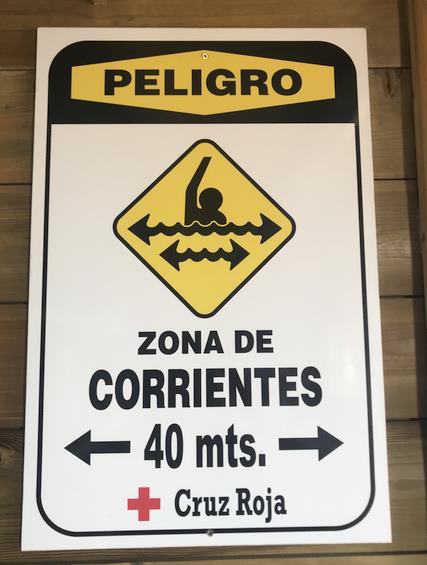 PELIGRO
ZONA DE
CORRIENTES
40 mts.
Cruz Roja